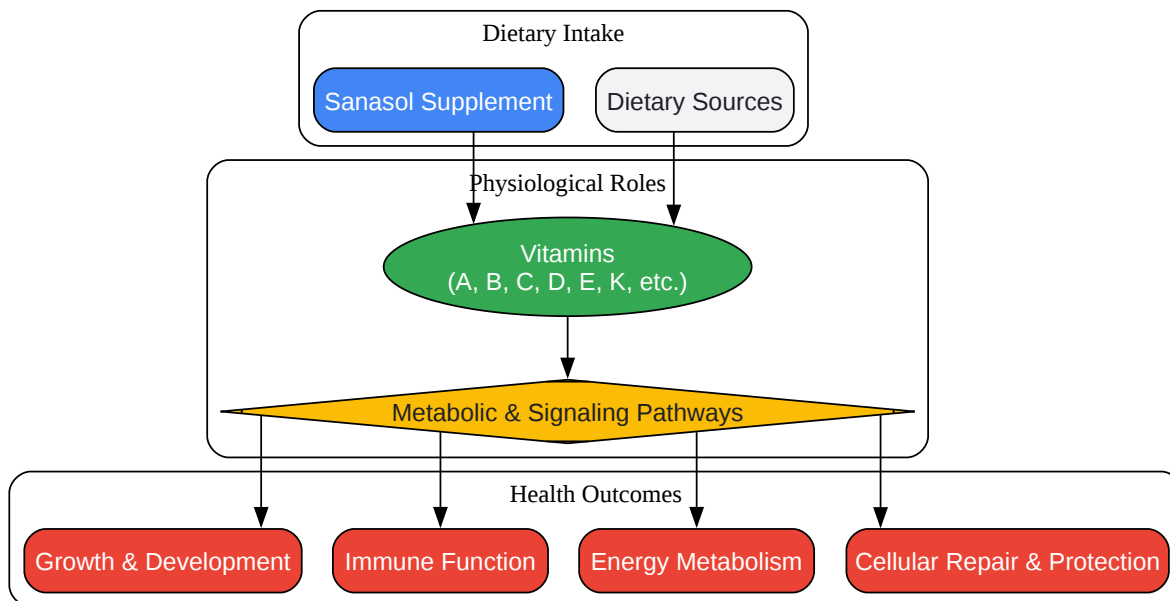 Dietary Intake
Sanasol Supplement
Dietary Sources
Physiological Roles
Vitamins
(A, B, C, D, E, K, etc.)
Metabolic & Signaling Pathways
Health Outcomes
Growth & Development
Immune Function
Energy Metabolism
Cellular Repair & Protection